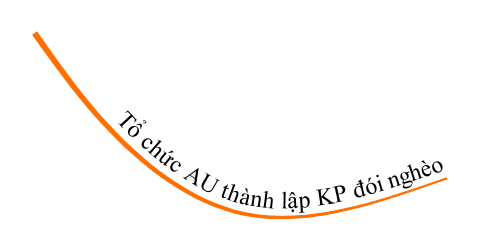 Tổ chức AU thành lập KP đói nghèo